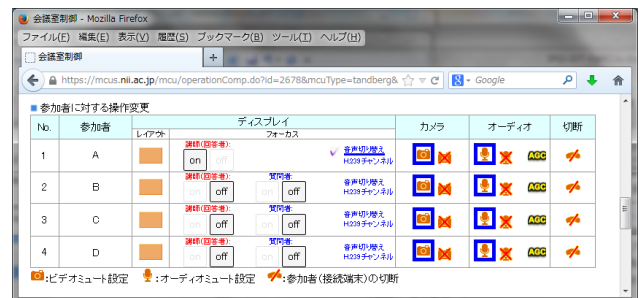 会議室制御 - Mozilla Firefox
ファイル(F) 編集(E) 表示(V) 履歴(S) ブックマーク(B) ツール(T) ヘルプ(H)
会議室制御 +
https://mcus.nii.ac.jp/mcu/operationComp.do?id=2678&mcuType=tandberg& Google
参加者に対する操作変更
No. 参加者 ディスプレイ カメラ オーディオ 切断
レイアウト フォーカス
講師(回答者):
1 A on off 音声切り替え AGC
H.239チャンネル
講師(回答者): 質問者:
2 B on off on off 音声切り替え AGC
H.239チャンネル
講師(回答者): 質問者:
3 C on off on off 音声切り替え AGC
H.239チャンネル
講師(回答者): 質問者:
4 D on off on off 音声切り替え AGC
H.239チャンネル
:ビデオミュート設定 :オーディオミュート設定 :参加者(接続端末)の切断